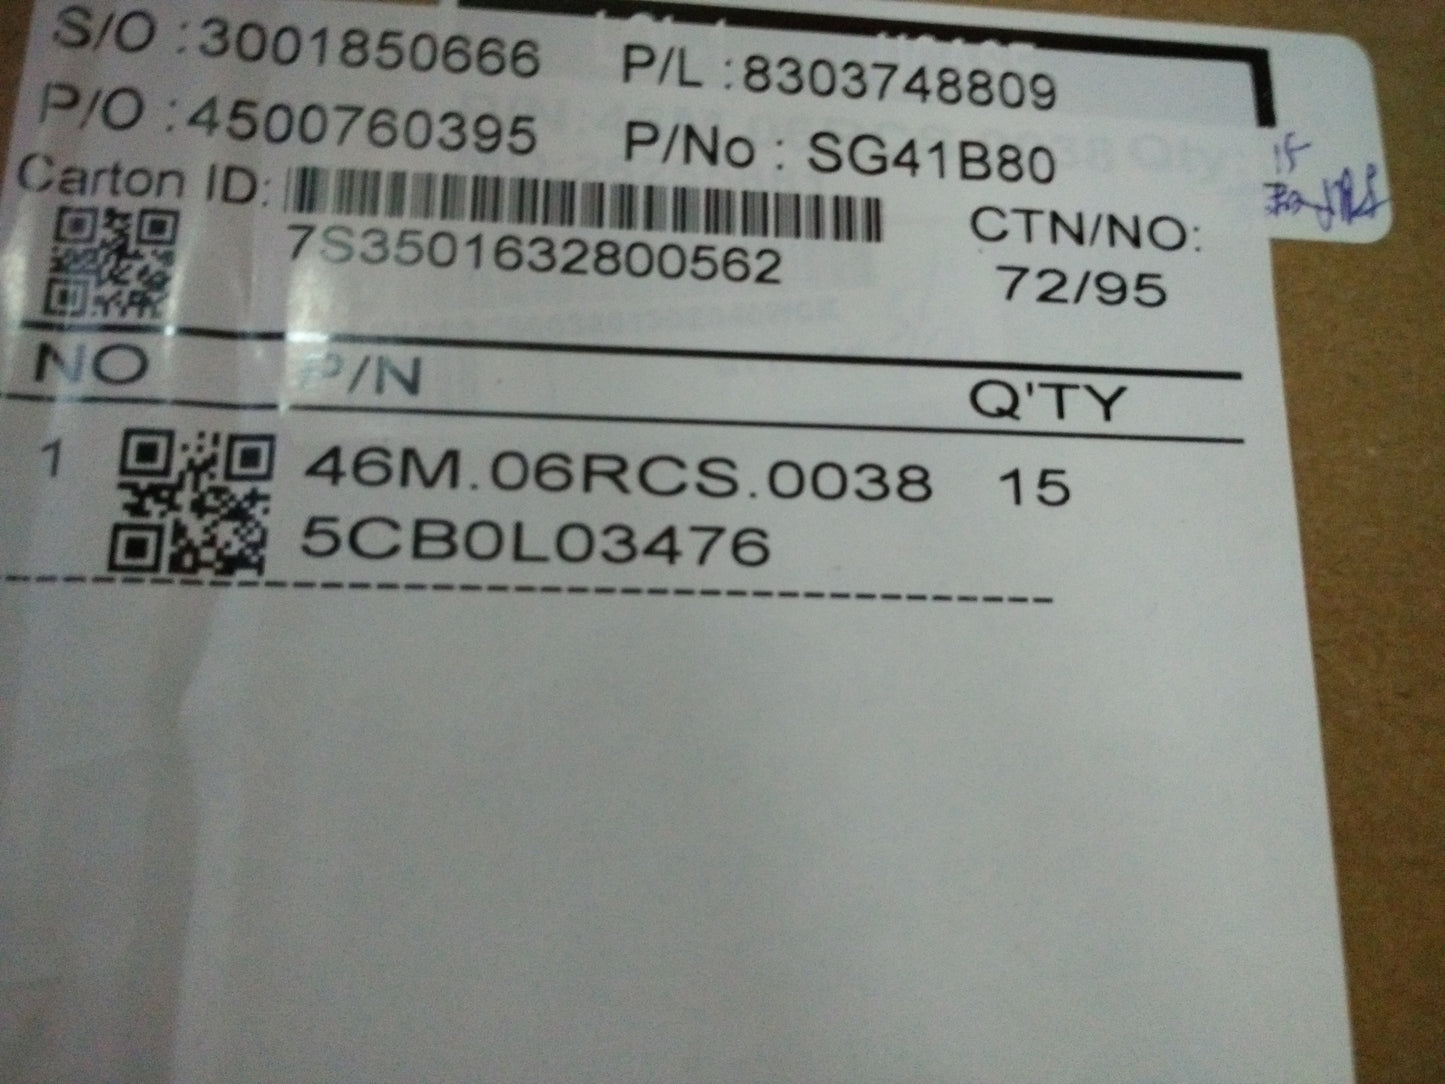 S/O :3001850666 P/L :8303748809
P/O :4500760395 P/No : SG41B80
15
Carton ID:
7S3501632800562
CTN/NO:
72/95
NO P/N Q'TY
1 46M.06RCS.0038 15
5CB0L03476